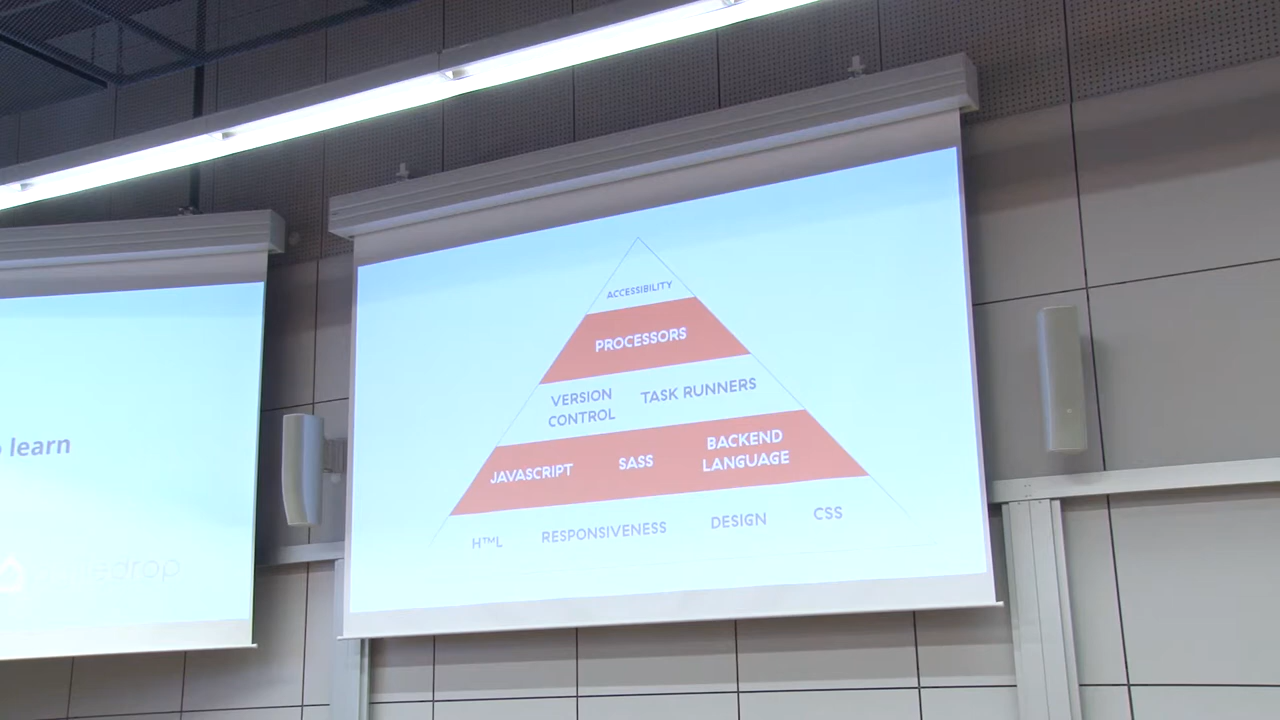 learn
ACCESSIBILITY
PROCESSORS
VERSION
CONTROL
TASK RUNNERS
JAVASCRIPT
SASS
BACKEND
LANGUAGE
H™L
RESPONSIVENESS
DESIGN
CSS